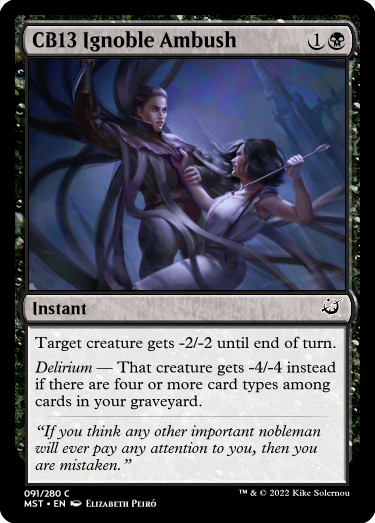 CB13 Ignoble Ambush 1
Instant
Target creature gets -2/-2 until end of turn.
Delirium — That creature gets -4/-4 instead
if there are four or more card types among
cards in your graveyard.
“If you think any other important nobleman
will ever pay any attention to you, then you
are mistaken.”
091/280 C
MST • EN Elizabeth Peiró
™ & © 2022 Kike Solernou